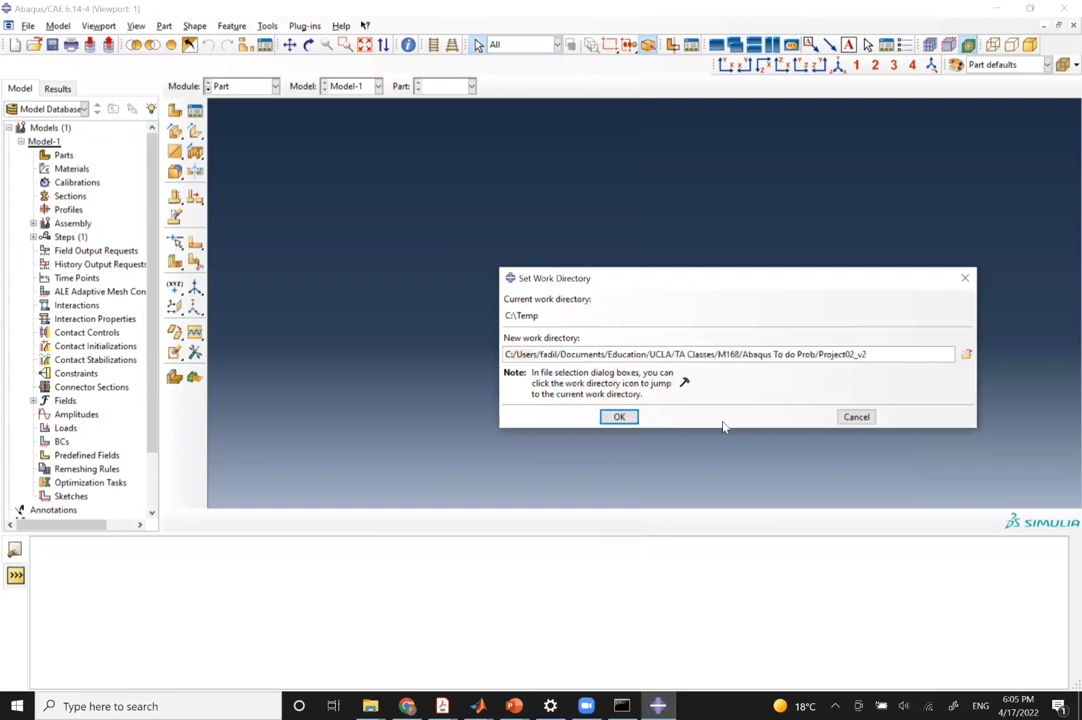 Abaqus/CAE 6.14-4 [Viewport: 1]
File Model Viewport View Part Shape Feature Tools Plug-ins Help
All
1 2 3 4 Part defaults
Model Results
Module: Part Model: Model-1 Part:
Model Database
Models (1)
Model-1
Parts
Materials
Calibrations
Sections
Profiles
Assembly
Steps (1)
Field Output Requests
History Output Requests
Time Points
ALE Adaptive Mesh Con
Interactions
Interaction Properties
Contact Controls
Contact Initializations
Contact Stabilizations
Constraints
Connector Sections
Fields
Amplitudes
Loads
BCs
Predefined Fields
Remeshing Rules
Optimization Tasks
Sketches
Annotations
Set Work Directory
Current work directory:
C:\Temp
New work directory:
C:/Users/fadil/Documents/Education/UCLA/TA Classes/M168/Abaqus To do Prob/Project02_v2
Note: In file selection dialog boxes, you can
click the work directory icon to jump
to the current work directory.
OK Cancel
SIMULIA
Type here to search
18°C
ENG
6:05 PM
4/17/2022